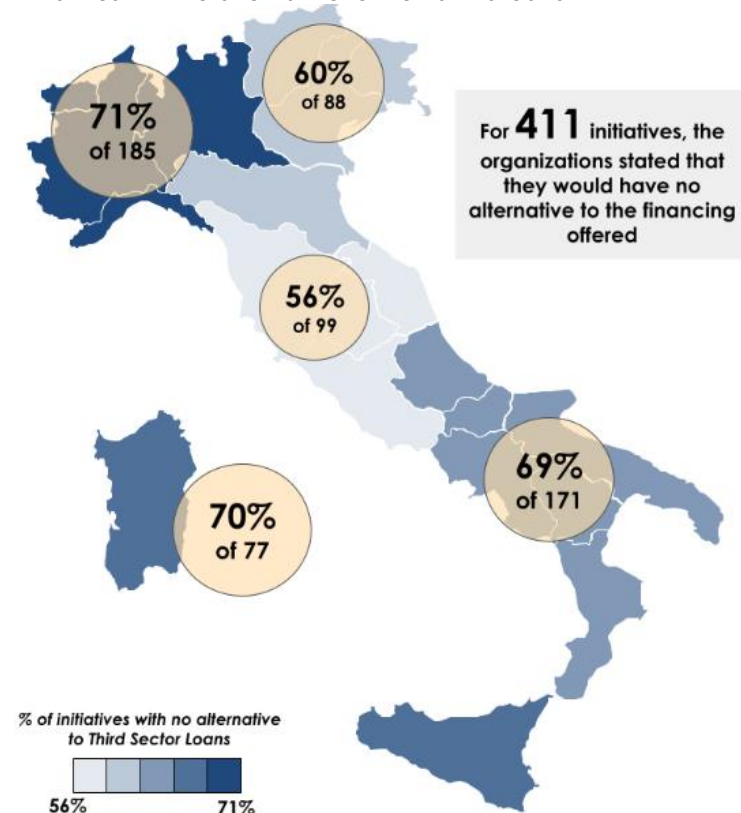 60%
of 88
71%
of 185
For 411 initiatives, the
organizations stated that
they would have no
alternative to the financing
offered
56%
of 99
69%
of 171
70%
of 77
% of initiatives with no alternative
to Third Sector Loans
56%
71%